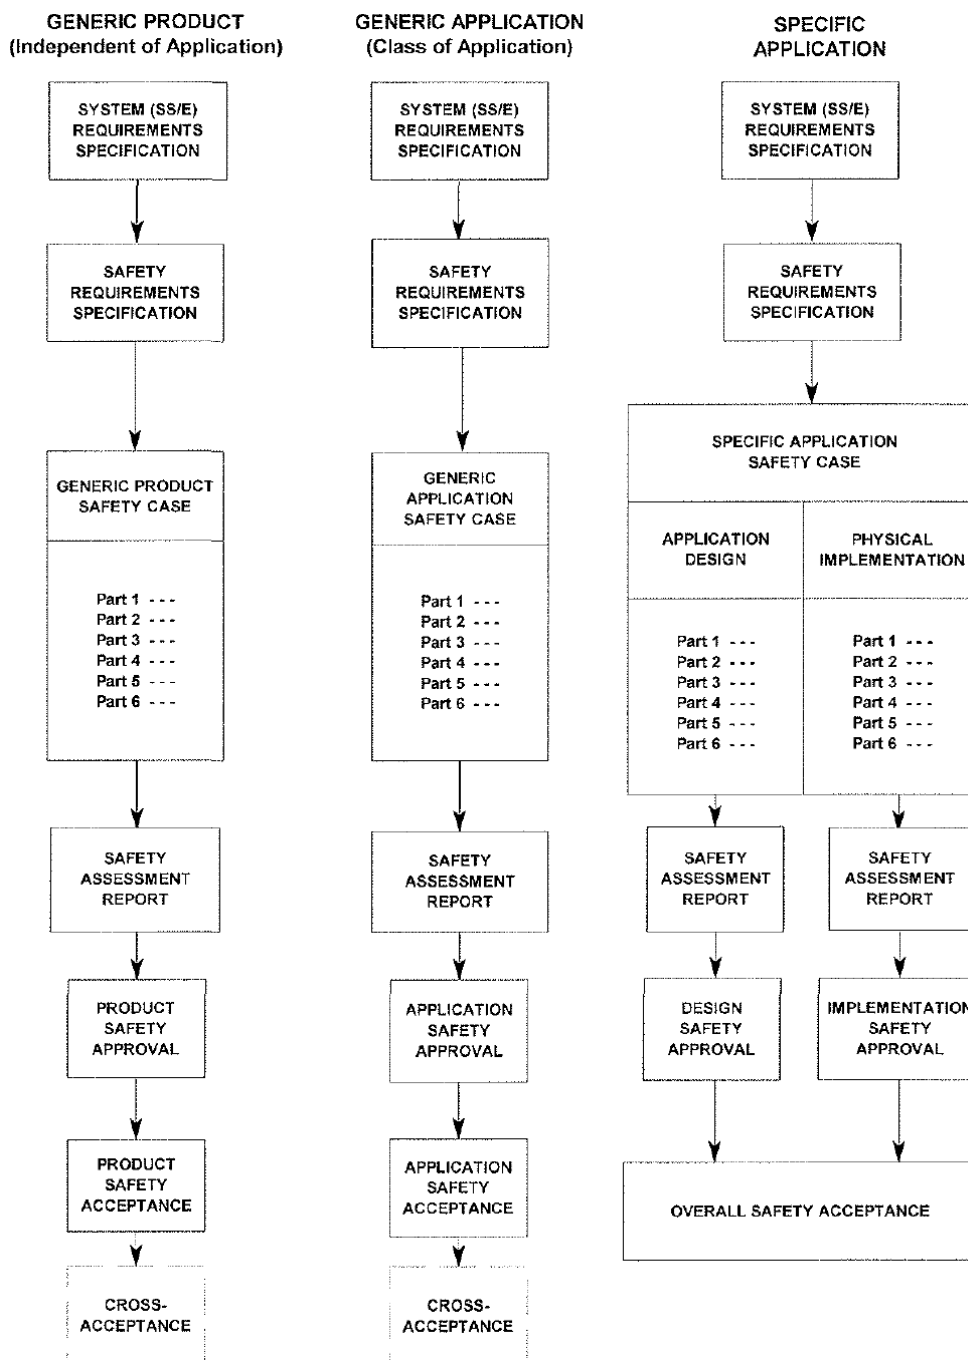 GENERIC PRODUCT
(Independent of Application)
SYSTEM (SS/E)
REQUIREMENTS
SPECIFICATION
SAFETY
REQUIREMENTS
SPECIFICATION
GENERIC PRODUCT
SAFETY CASE
Part 1 - - -
Part 2 - - -
Part 3 - - -
Part 4 - - -
Part 5 - - -
Part 6 - - -
SAFETY
ASSESSMENT
REPORT
PRODUCT
SAFETY
APPROVAL
PRODUCT
SAFETY
ACCEPTANCE
CROSS-
ACCEPTANCE
GENERIC APPLICATION
(Class of Application)
SYSTEM (SS/E)
REQUIREMENTS
SPECIFICATION
SAFETY
REQUIREMENTS
SPECIFICATION
GENERIC
APPLICATION
SAFETY CASE
Part 1 - - -
Part 2 - - -
Part 3 - - -
Part 4 - - -
Part 5 - - -
Part 6 - - -
SAFETY
ASSESSMENT
REPORT
APPLICATION
SAFETY
APPROVAL
APPLICATION
SAFETY
ACCEPTANCE
CROSS-
ACCEPTANCE
SPECIFIC
APPLICATION
SYSTEM (SS/E)
REQUIREMENTS
SPECIFICATION
SAFETY
REQUIREMENTS
SPECIFICATION
SPECIFIC APPLICATION
SAFETY CASE
APPLICATION
DESIGN
Part 1 - - -
Part 2 - - -
Part 3 - - -
Part 4 - - -
Part 5 - - -
Part 6 - - -
SAFETY
ASSESSMENT
REPORT
DESIGN
SAFETY
APPROVAL
PHYSICAL
IMPLEMENTATION
Part 1 - - -
Part 2 - - -
Part 3 - - -
Part 4 - - -
Part 5 - - -
Part 6 - - -
SAFETY
ASSESSMENT
REPORT
IMPLEMENTATION
SAFETY
APPROVAL
OVERALL SAFETY ACCEPTANCE